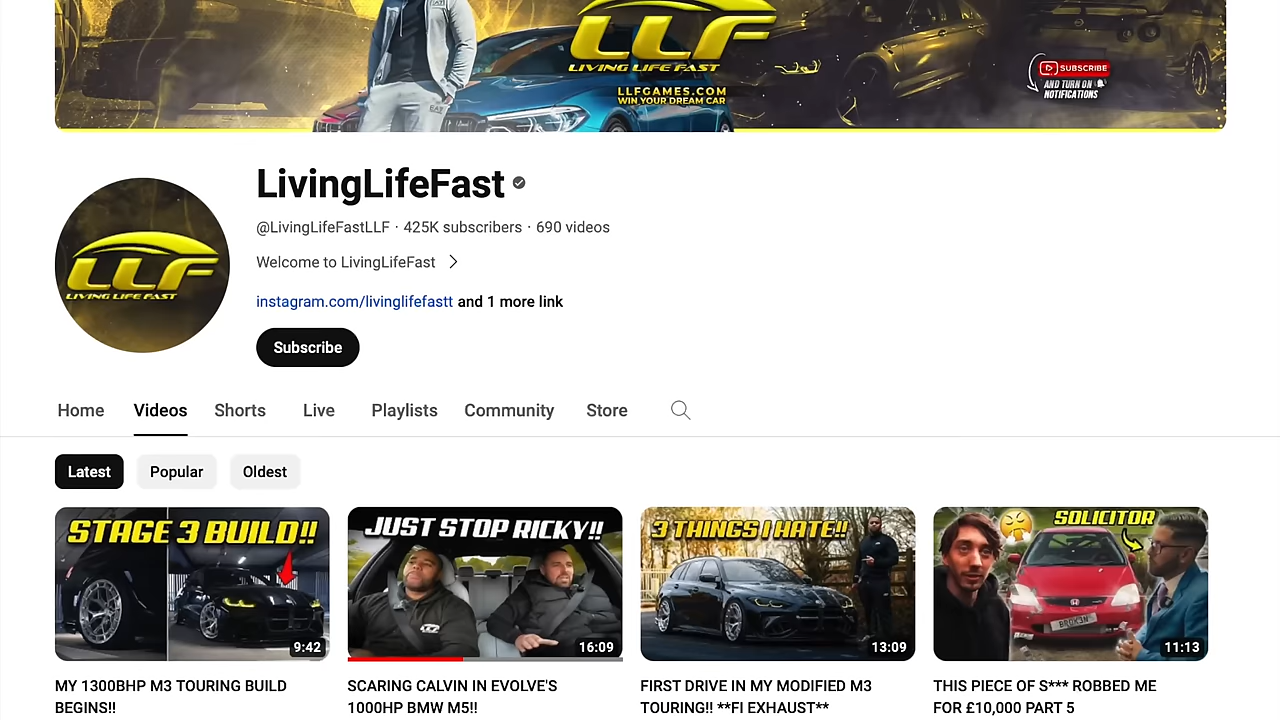 LLF
LIVING LIFE FAST
LLFGAMES.COM
WIN YOUR DREAM CAR
SUBSCRIBE
AND TURN ON
NOTIFICATIONS
EAT
LLF
LIVING LIFE FAST
LivingLifeFast
@LivingLifeFastLLF · 425K subscribers · 690 videos
Welcome to LivingLifeFast
instagram.com/livinglifefastt and 1 more link
Subscribe
Home Videos Shorts Live Playlists Community Store
Latest Popular Oldest
STAGE 3 BUILD!!
9:42
JUST STOP RICKY!!
LLF
16:09
3 THINGS I HATE!!
13:09
SOLICITOR
BROK3N
11:13
MY 1300BHP M3 TOURING BUILD
BEGINS!!
SCARING CALVIN IN EVOLVE'S
1000HP BMW M5!!
FIRST DRIVE IN MY MODIFIED M3
TOURING!! **FI EXHAUST**
THIS PIECE OF S*** ROBBED ME
FOR £10,000 PART 5